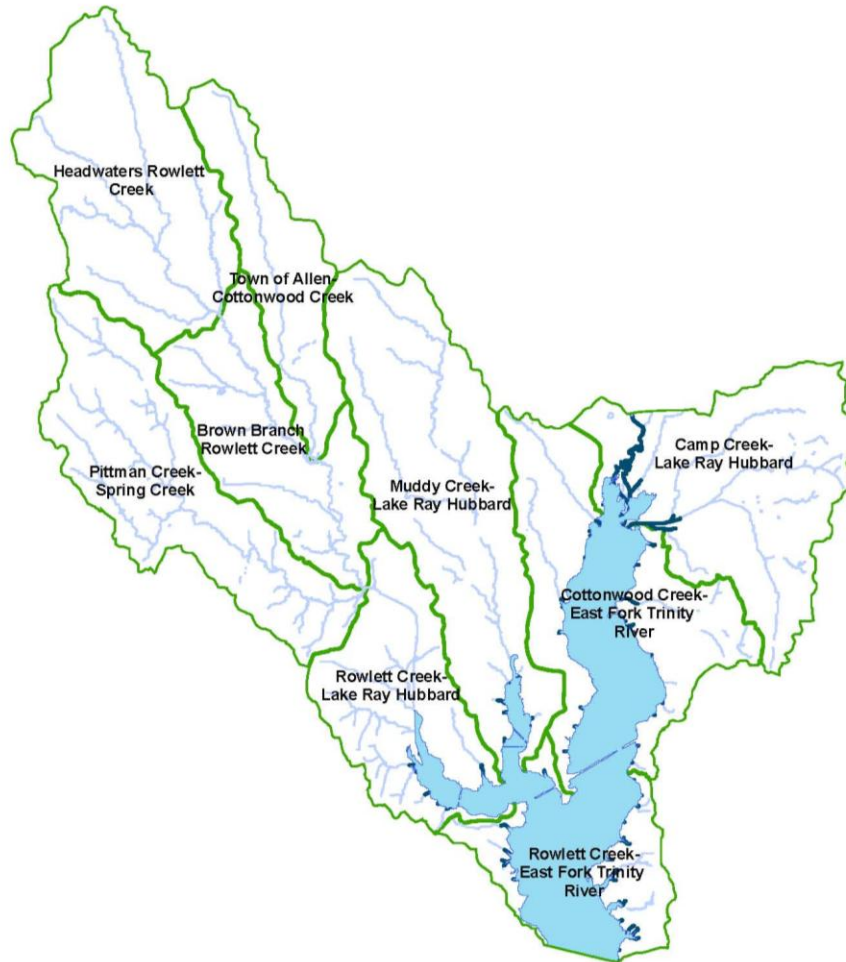 Headwaters Rowlett
Creek
Town of Allen-
Cottonwood Creek
Brown Branch
Rowlett Creek
Pittman Creek-
Spring Creek
Muddy Creek-
Lake Ray Hubbard
Camp Creek-
Lake Ray Hubbard
Cottonwood Creek-
East Fork Trinity
River
Rowlett Creek-
Lake Ray Hubbard
Rowlett Creek-
East Fork Trinity
River